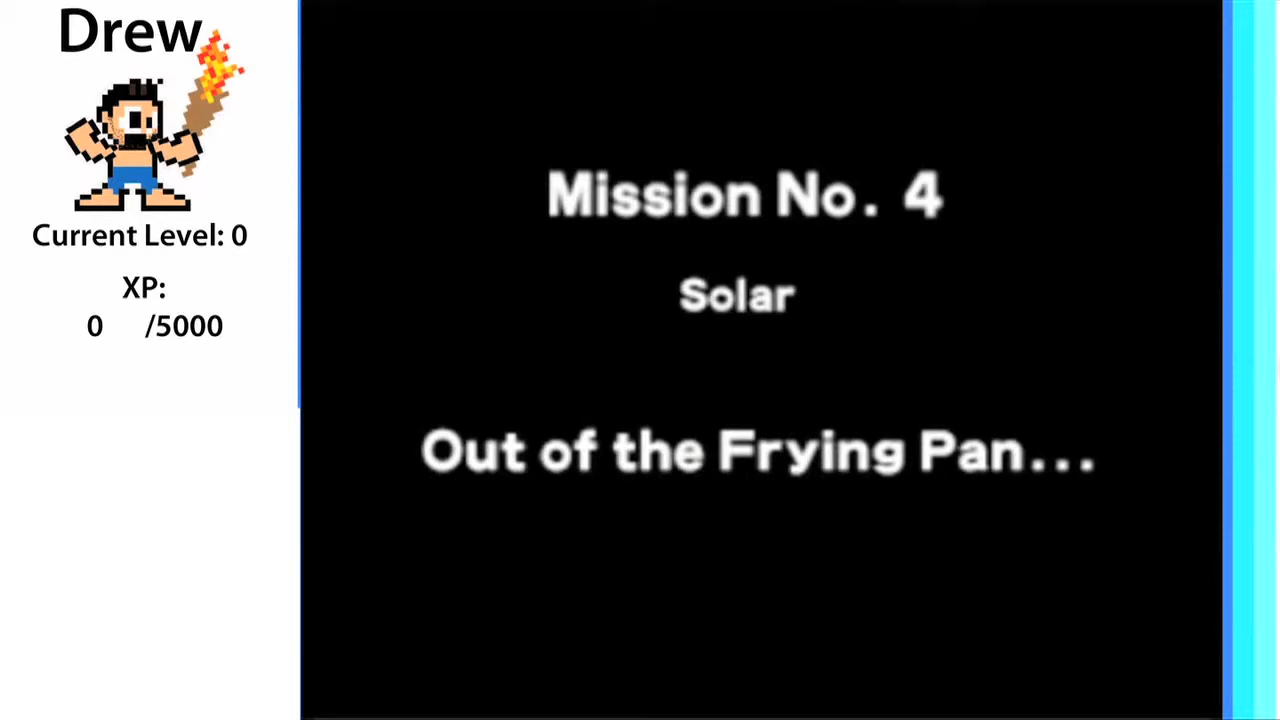 Drew
Current Level: 0
XP:
0 /5000
Mission No. 4
Solar
Out of the Frying Pan...